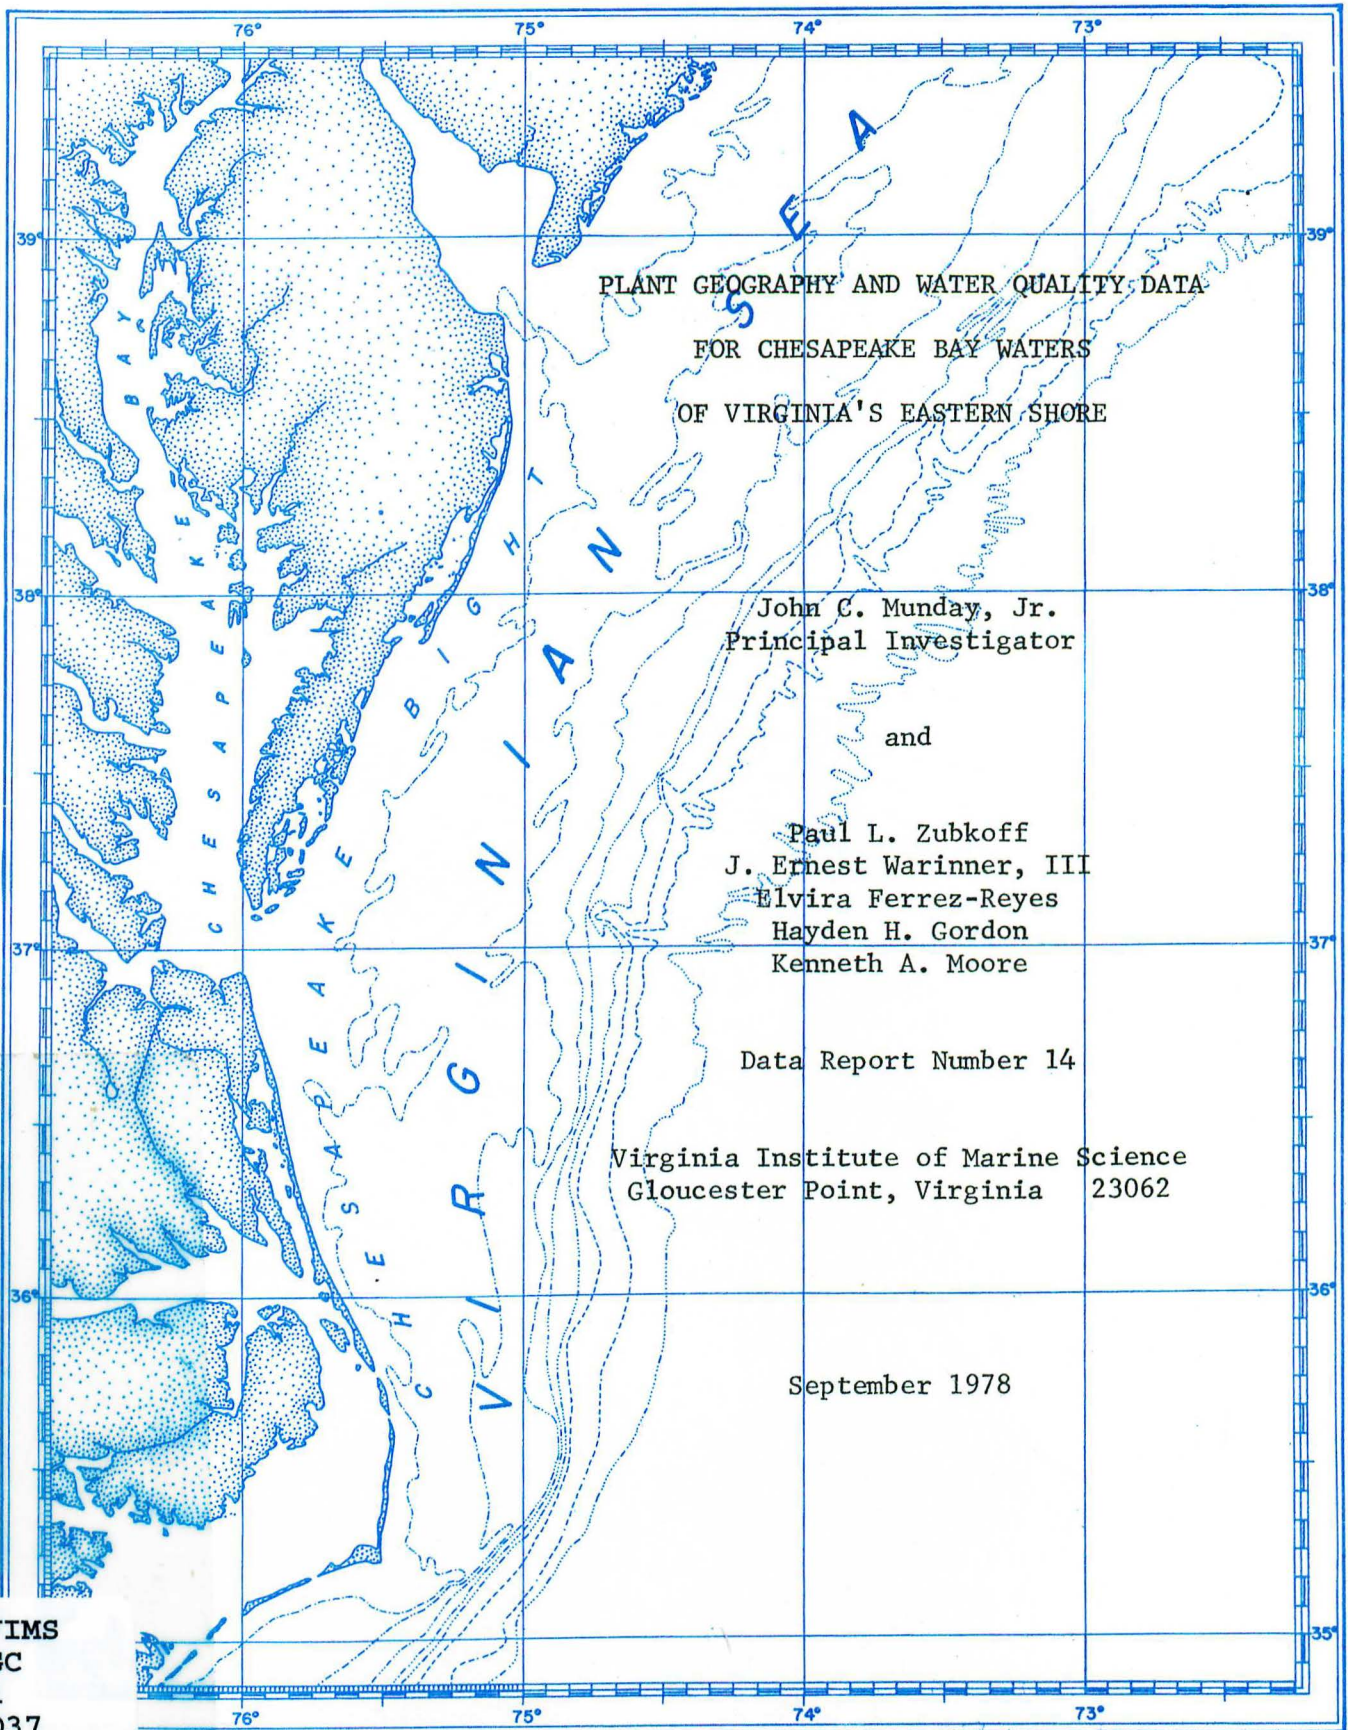 76° 75° 74° 73°
39° 39°
38° 38°
37° 37°
36° 36°
35°
76° 75° 74° 73°
CHESAPEAKE BAY
CHESAPEAKE BIGHT
VIRGINIAN SEA
PLANT GEOGRAPHY AND WATER QUALITY DATA
FOR CHESAPEAKE BAY WATERS
OF VIRGINIA'S EASTERN SHORE
John C. Munday, Jr.
Principal Investigator
and
Paul L. Zubkoff
J. Ernest Warinner, III
Elvira Ferrez-Reyes
Hayden H. Gordon
Kenneth A. Moore
Data Report Number 14
Virginia Institute of Marine Science
Gloucester Point, Virginia 23062
September 1978
IMS
C
037